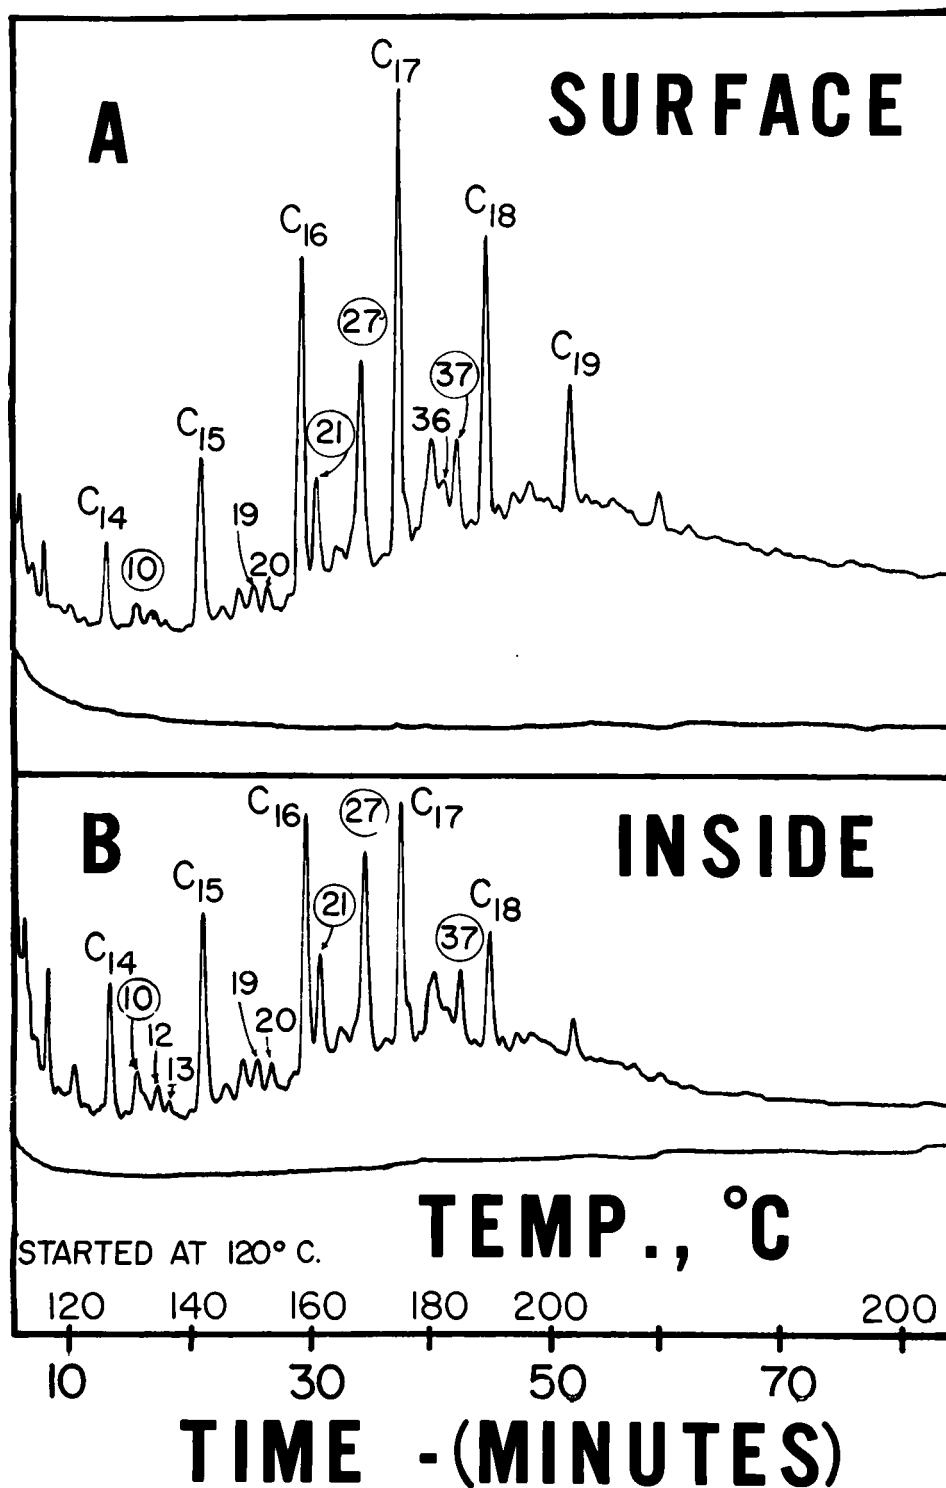 C17
A SURFACE
C16
C18
27
37
C19
36
21
C15
19
C14
20
10
C16
27
C17
B INSIDE
C15
21
C18
37
C14
19
10
20
12
13
TEMP., °C
STARTED AT 120° C.
120 140 160 180 200 200
10 30 50 70
TIME - (MINUTES)